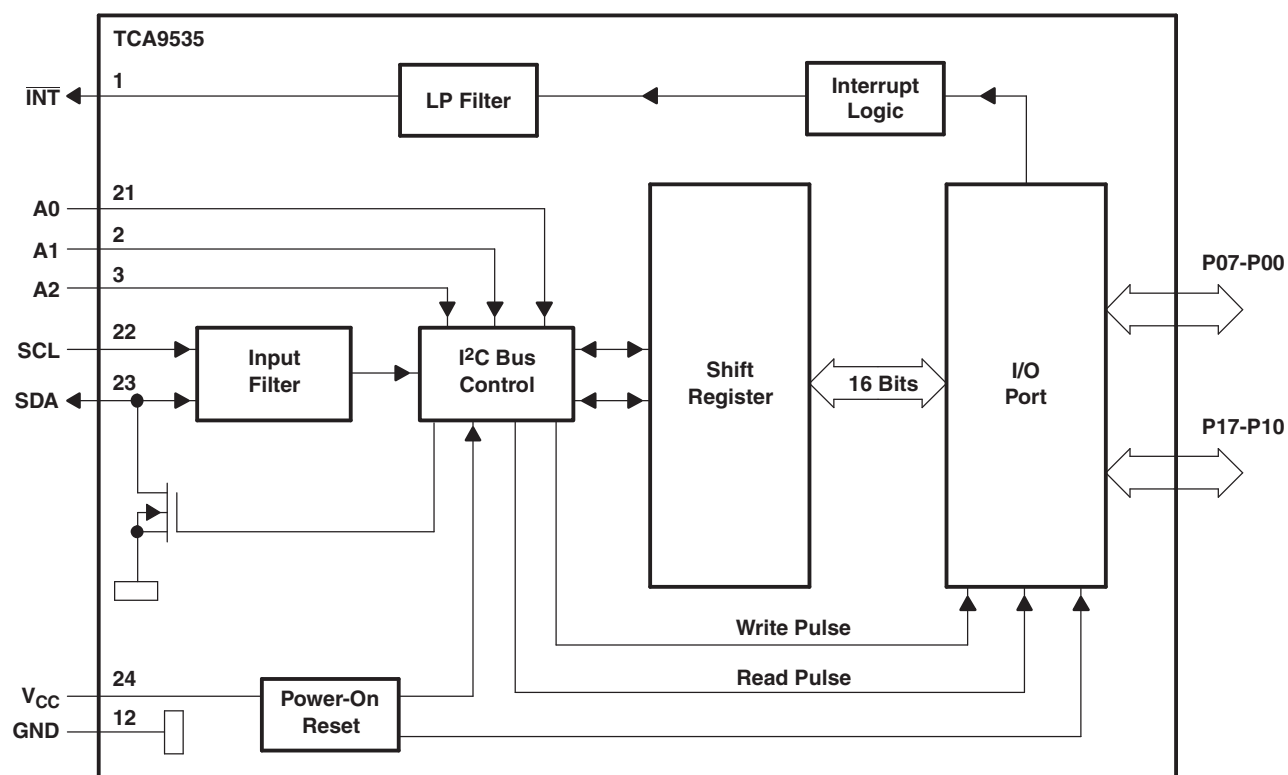 TCA9535
1
INT
LP Filter
Interrupt
Logic
21
A0
2
A1
3
A2
22
SCL
23
SDA
Input
Filter
I²C Bus
Control
Shift
Register
16 Bits
I/O
Port
P07-P00
P17-P10
Write Pulse
Read Pulse
24
VCC
12
GND
Power-On
Reset